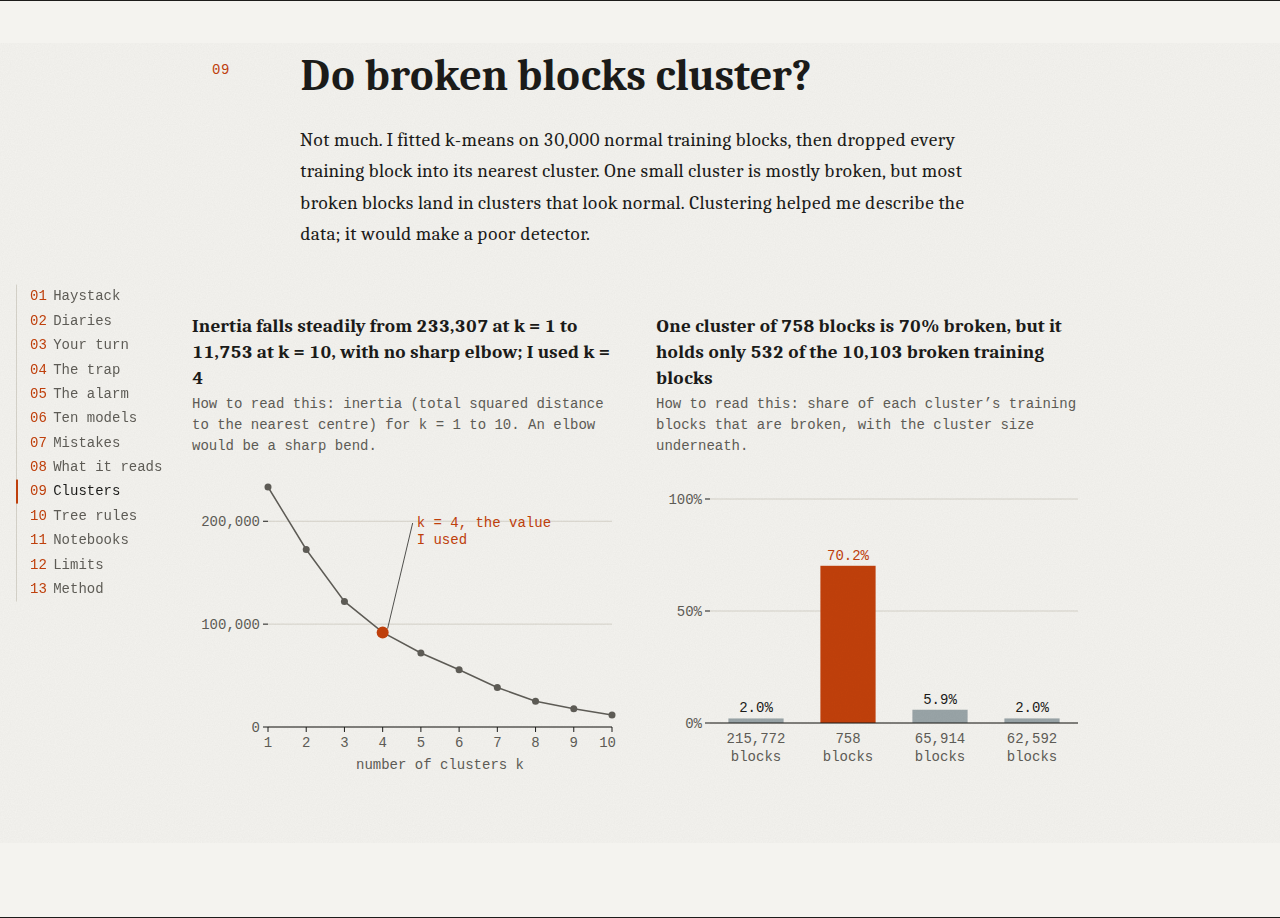 09
Do broken blocks cluster?
Not much. I fitted k-means on 30,000 normal training blocks, then dropped every
training block into its nearest cluster. One small cluster is mostly broken, but most
broken blocks land in clusters that look normal. Clustering helped me describe the
data; it would make a poor detector.
01 Haystack
02 Diaries
03 Your turn
04 The trap
05 The alarm
06 Ten models
07 Mistakes
08 What it reads
09 Clusters
10 Tree rules
11 Notebooks
12 Limits
13 Method
Inertia falls steadily from 233,307 at k = 1 to
11,753 at k = 10, with no sharp elbow; I used k =
4
How to read this: inertia (total squared distance
to the nearest centre) for k = 1 to 10. An elbow
would be a sharp bend.
200,000
100,000
0
k = 4, the value
I used
1 2 3 4 5 6 7 8 9 10
number of clusters k
One cluster of 758 blocks is 70% broken, but it
holds only 532 of the 10,103 broken training
blocks
How to read this: share of each cluster’s training
blocks that are broken, with the cluster size
underneath.
100%
50%
0%
2.0% 70.2% 5.9% 2.0%
215,772 758 65,914 62,592
blocks blocks blocks blocks